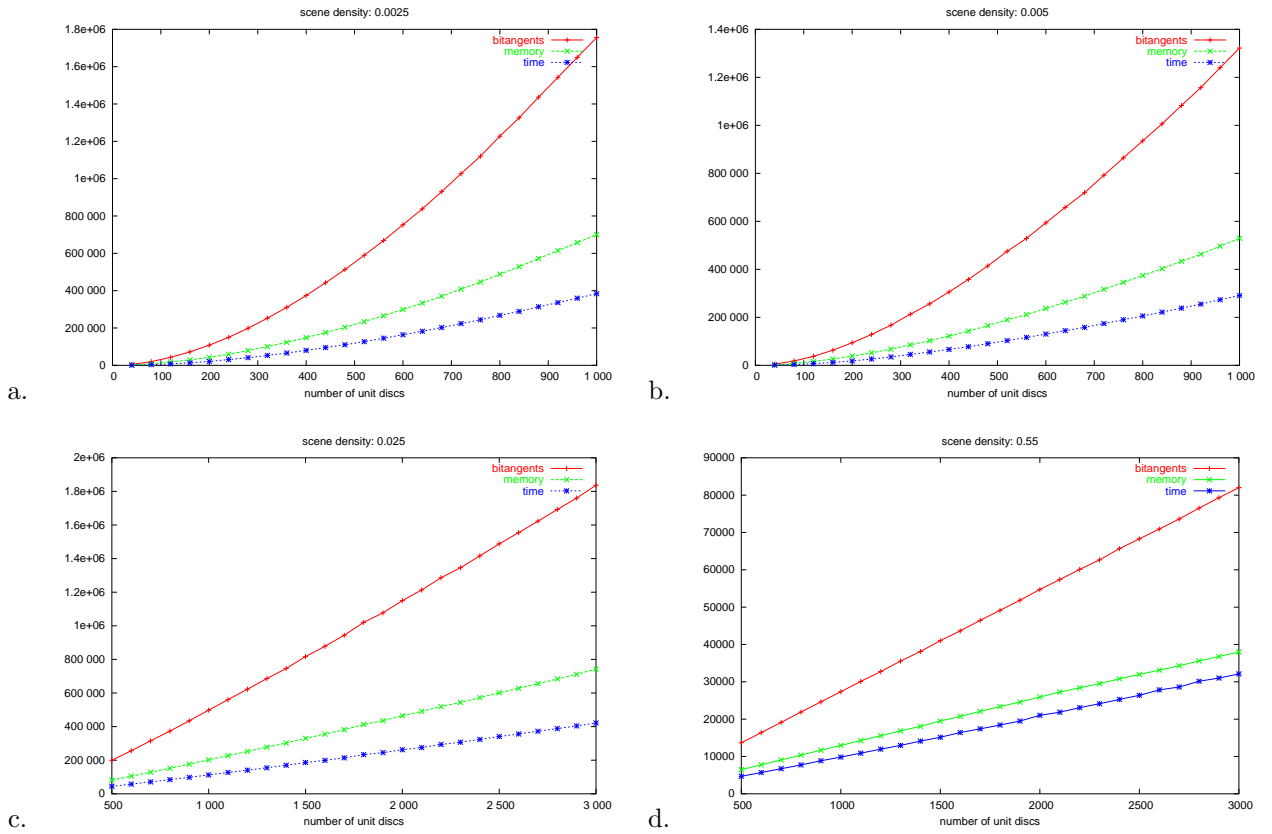 scene density: 0.0025
1.8e+06
1.6e+06
1.4e+06
1.2e+06
1e+06
800 000
600 000
400 000
200 000
0
bitangents
memory
time
0 100 200 300 400 500 600 700 800 900 1 000
number of unit discs
a.
scene density: 0.005
1.4e+06
1.2e+06
1e+06
800 000
600 000
400 000
200 000
0
bitangents
memory
time
0 100 200 300 400 500 600 700 800 900 1 000
number of unit discs
b.
scene density: 0.025
2e+06
1.8e+06
1.6e+06
1.4e+06
1.2e+06
1e+06
800 000
600 000
400 000
200 000
0
bitangents
memory
time
500 1 000 1 500 2 000 2 500 3 000
number of unit discs
c.
scene density: 0.55
90000
80000
70000
60000
50000
40000
30000
20000
10000
0
bitangents
memory
time
500 1000 1500 2000 2500 3000
number of unit discs
d.